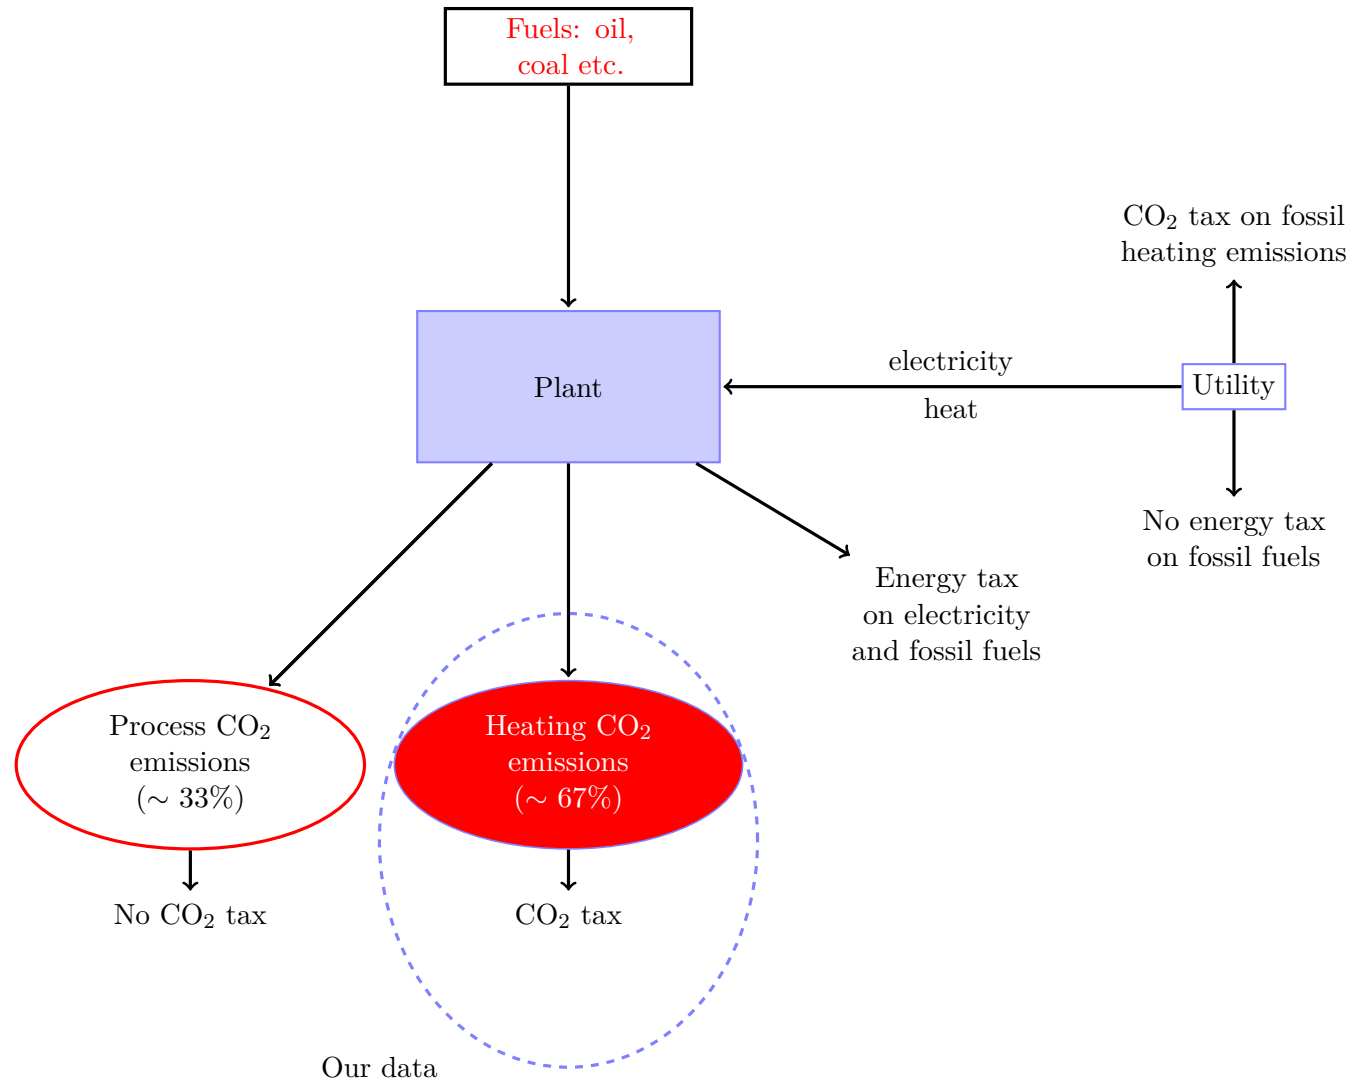 Fuels: oil,
coal etc.
CO₂ tax on fossil
heating emissions
electricity
heat
Utility
Plant
No energy tax
on fossil fuels
Energy tax
on electricity
and fossil fuels
Process CO₂
emissions
(∼ 33%)
Heating CO₂
emissions
(∼ 67%)
No CO₂ tax
CO₂ tax
Our data